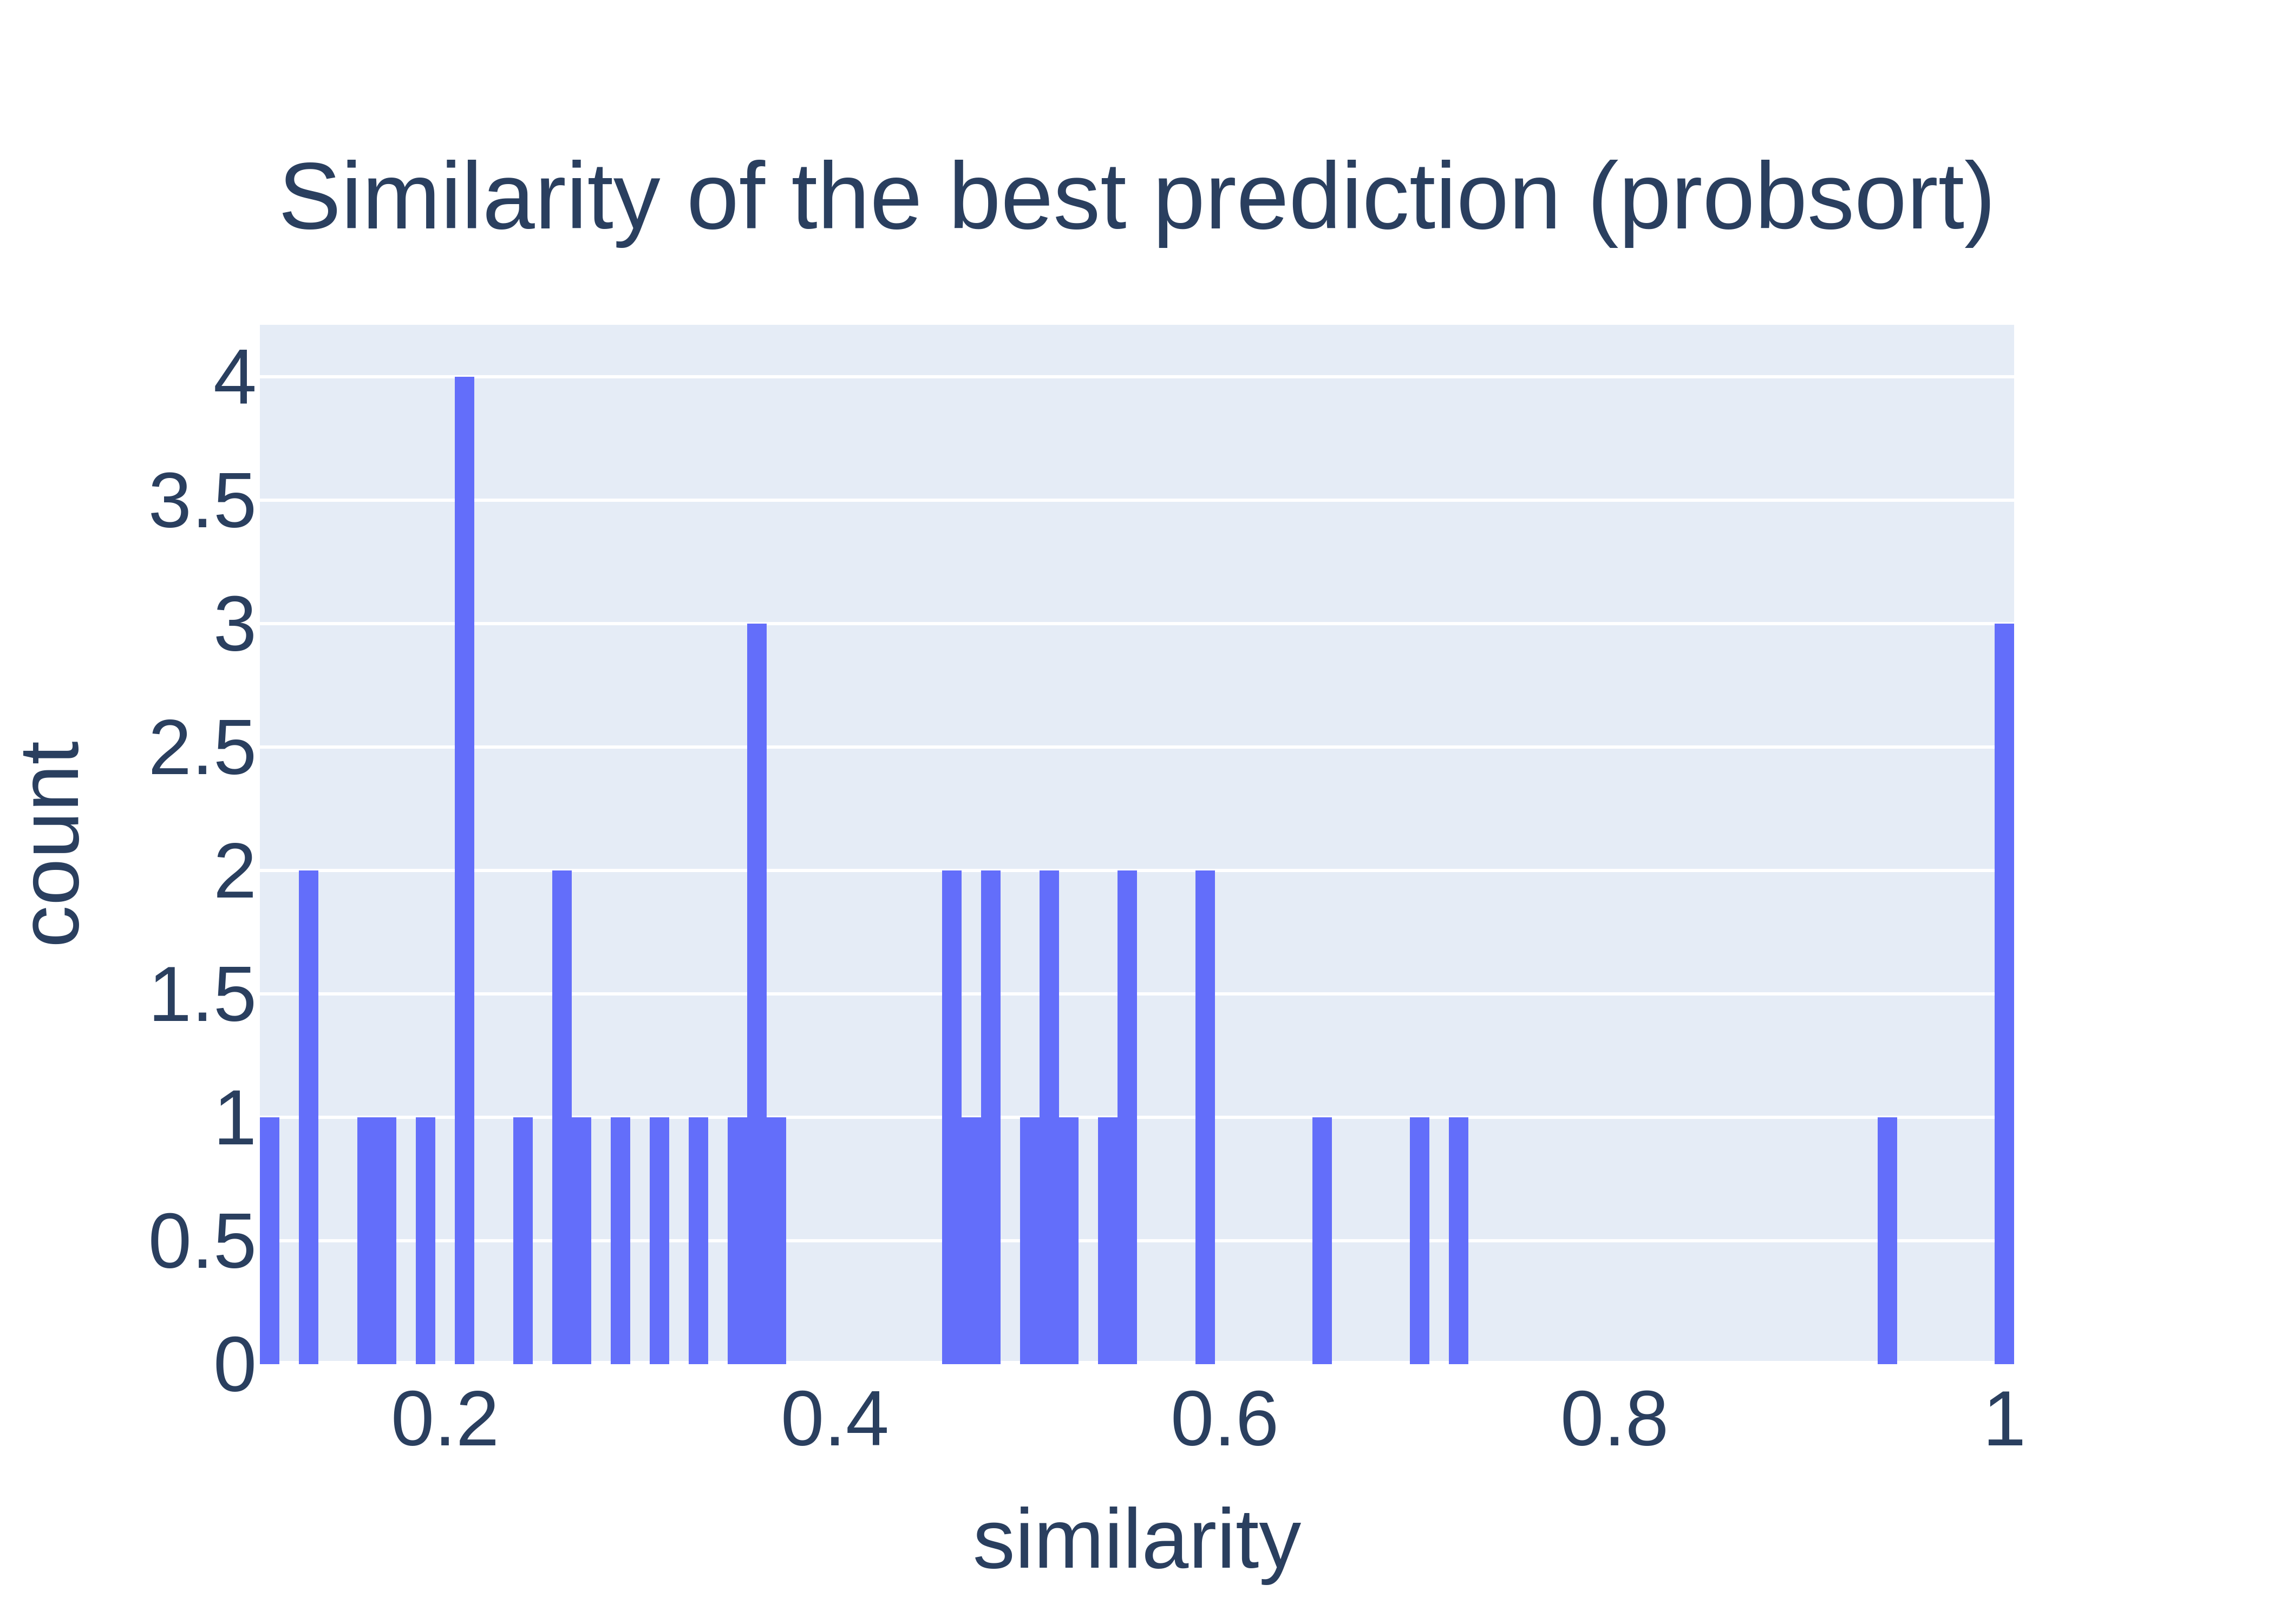 Similarity of the best prediction (probsort)
4
3.5
3
2.5
2
1.5
1
0.5
0
count
0.2 0.4 0.6 0.8 1
similarity